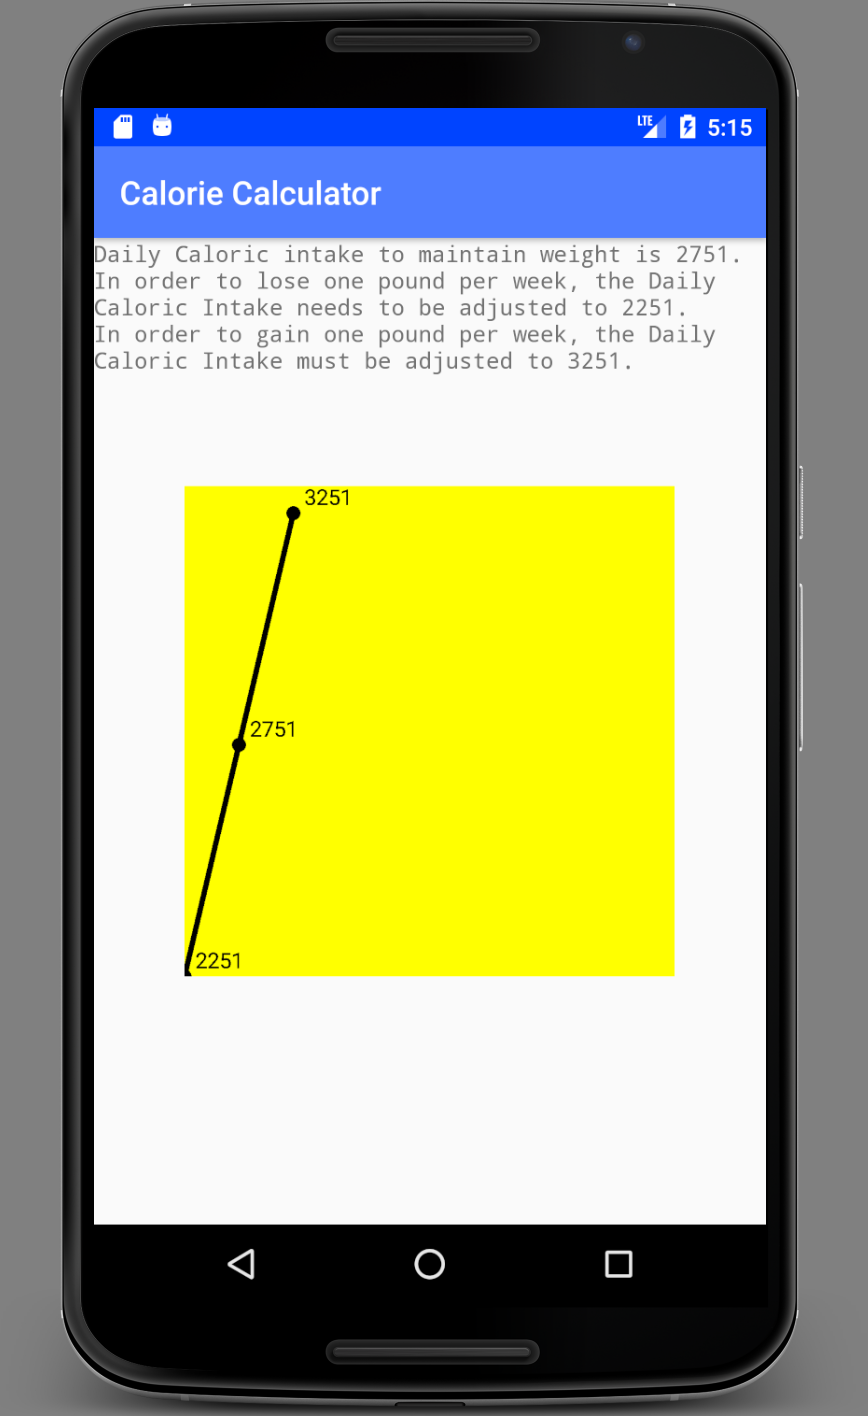 LTE 5:15
Calorie Calculator
Daily Caloric intake to maintain weight is 2751.
In order to lose one pound per week, the Daily
Caloric Intake needs to be adjusted to 2251.
In order to gain one pound per week, the Daily
Caloric Intake must be adjusted to 3251.
3251
2751
2251